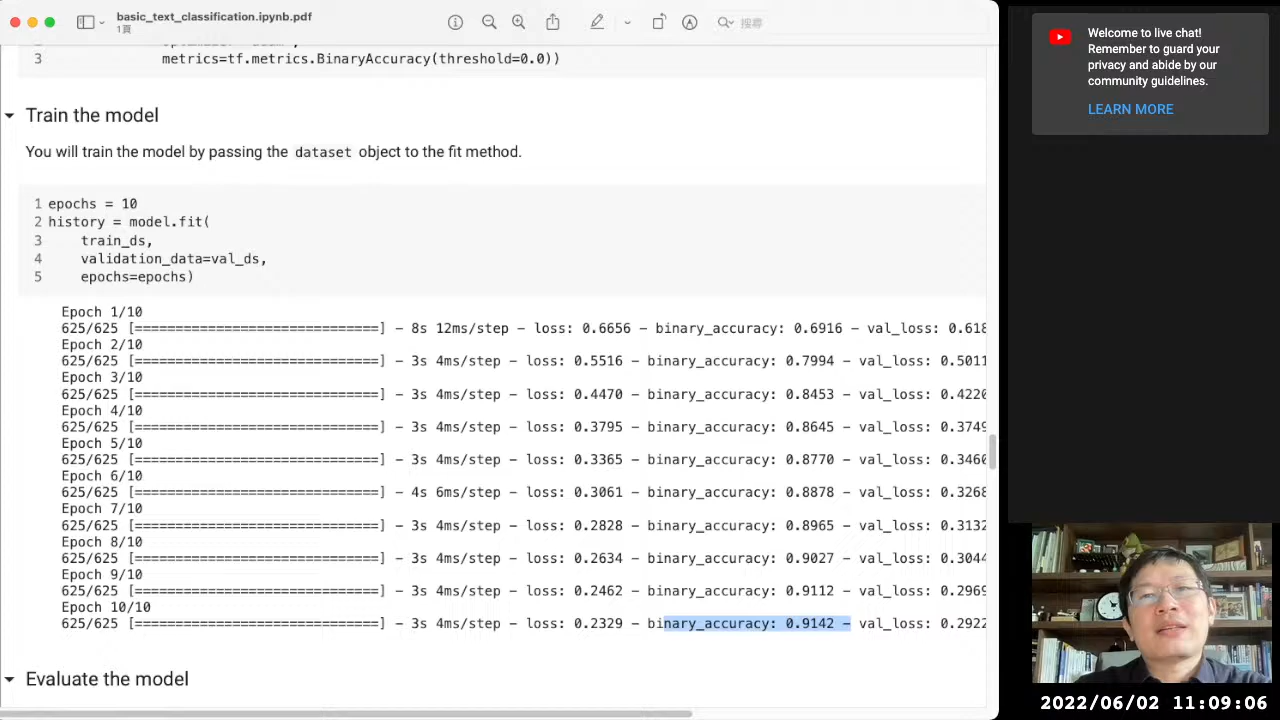 basic_text_classification.ipynb.pdf
1頁
搜尋
3 metrics=tf.metrics.BinaryAccuracy(threshold=0.0))
Train the model
You will train the model by passing the dataset object to the fit method.
1 epochs = 10
2 history = model.fit(
3 train_ds,
4 validation_data=val_ds,
5 epochs=epochs)
Epoch 1/10
625/625 [==============================] - 8s 12ms/step - loss: 0.6656 - binary_accuracy: 0.6916 - val_loss: 0.618
Epoch 2/10
625/625 [==============================] - 3s 4ms/step - loss: 0.5516 - binary_accuracy: 0.7994 - val_loss: 0.5011
Epoch 3/10
625/625 [==============================] - 3s 4ms/step - loss: 0.4470 - binary_accuracy: 0.8453 - val_loss: 0.4220
Epoch 4/10
625/625 [==============================] - 3s 4ms/step - loss: 0.3795 - binary_accuracy: 0.8645 - val_loss: 0.3749
Epoch 5/10
625/625 [==============================] - 3s 4ms/step - loss: 0.3365 - binary_accuracy: 0.8770 - val_loss: 0.3460
Epoch 6/10
625/625 [==============================] - 4s 6ms/step - loss: 0.3061 - binary_accuracy: 0.8878 - val_loss: 0.3268
Epoch 7/10
625/625 [==============================] - 3s 4ms/step - loss: 0.2828 - binary_accuracy: 0.8965 - val_loss: 0.3132
Epoch 8/10
625/625 [==============================] - 3s 4ms/step - loss: 0.2634 - binary_accuracy: 0.9027 - val_loss: 0.3044
Epoch 9/10
625/625 [==============================] - 3s 4ms/step - loss: 0.2462 - binary_accuracy: 0.9112 - val_loss: 0.2969
Epoch 10/10
625/625 [==============================] - 3s 4ms/step - loss: 0.2329 - binary_accuracy: 0.9142 - val_loss: 0.2922
Evaluate the model
Welcome to live chat!
Remember to guard your
privacy and abide by our
community guidelines.
LEARN MORE
2022/06/02 11:09:06